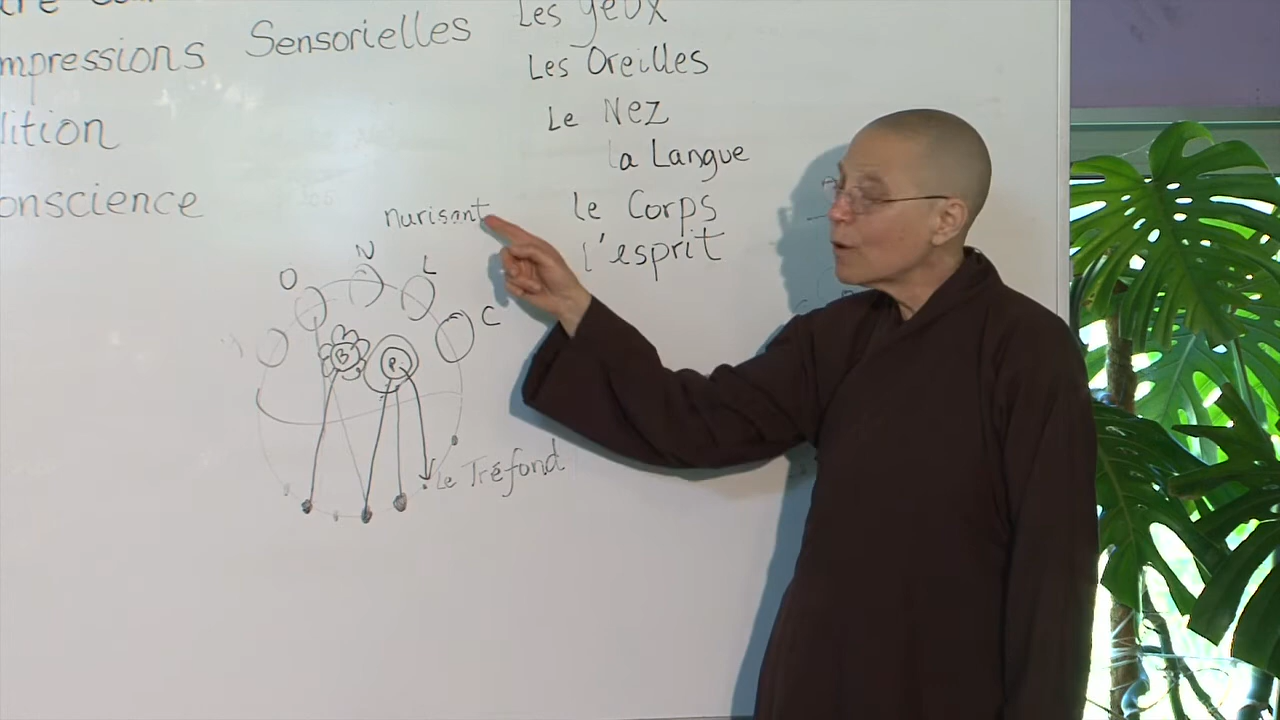 mpressions Sensorielles
lition
onscience
Les yeux
Les Oreilles
Le Nez
la Langue
le Corps
l'esprit
nurisant
O N L C
B P
Le Tréfond